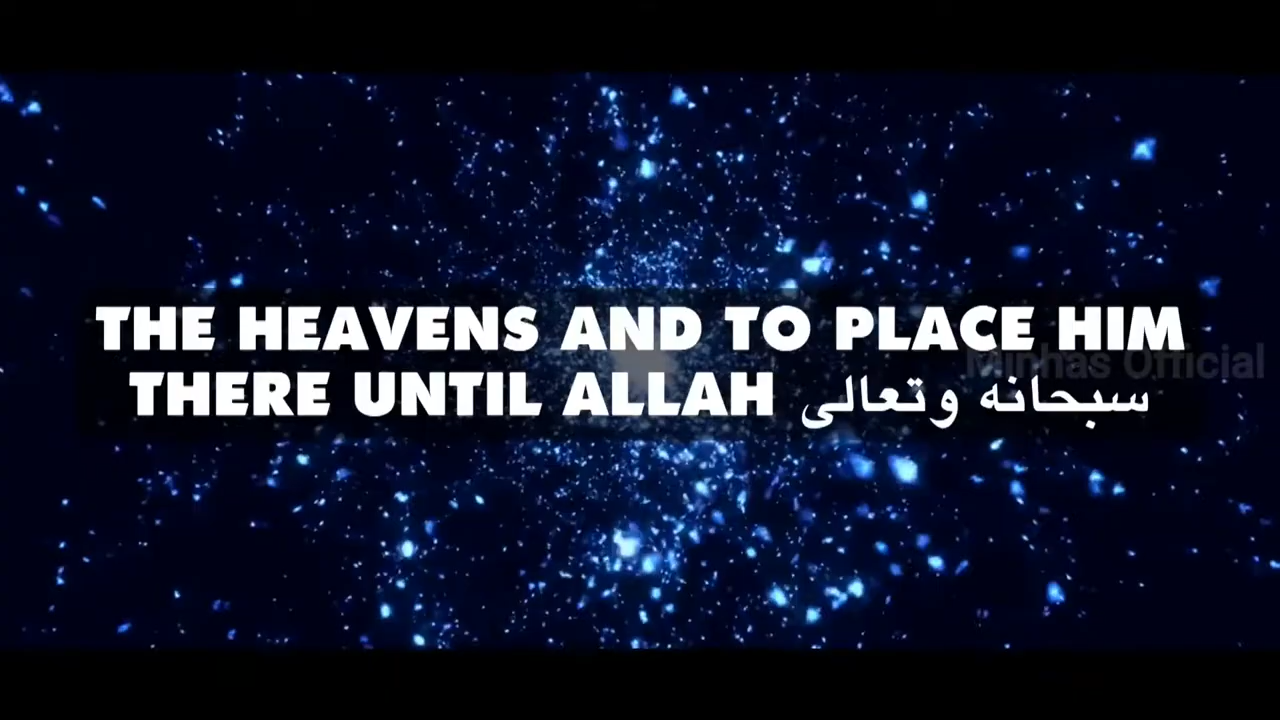 THE HEAVENS AND TO PLACE HIM
THERE UNTIL ALLAH سبحانه وتعالى
Minhas Official